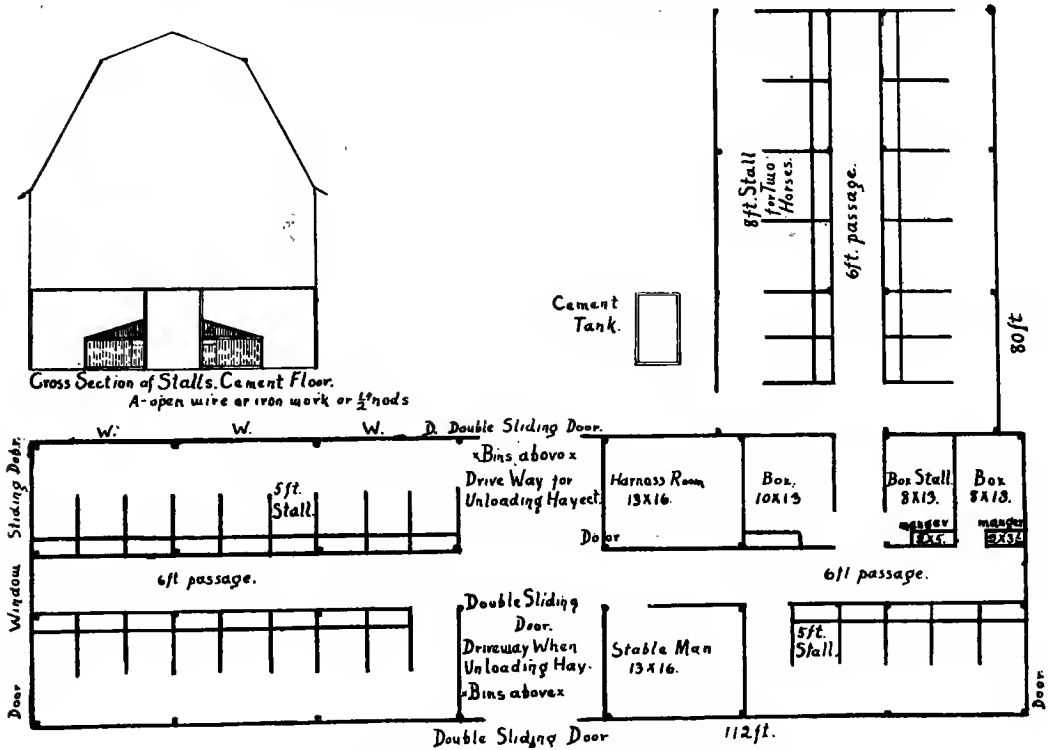 8ft. Stall
for Two
Horses.
6ft. passage.
Cement
Tank.
80ft
Cross Section of Stalls. Cement Floor.
A-open wire or iron work or ½" rods
W.
W.
W.
D. Double Sliding Door.
Sliding Door.
Window
Door
×Bins above×
Drive Way for
Unloading Hay ect.
Harness Room
13X16.
Box.
10X13
Box Stall
8X13.
Box
8X13.
5ft.
Stall.
Door
manger
2X5.
manger
6ft passage.
6ft passage.
Double Sliding
Door.
Driveway When
Unloading Hay.
×Bins above×
Stable Man
13X16.
5ft.
Stall.
Door.
Double Sliding Door
112ft.